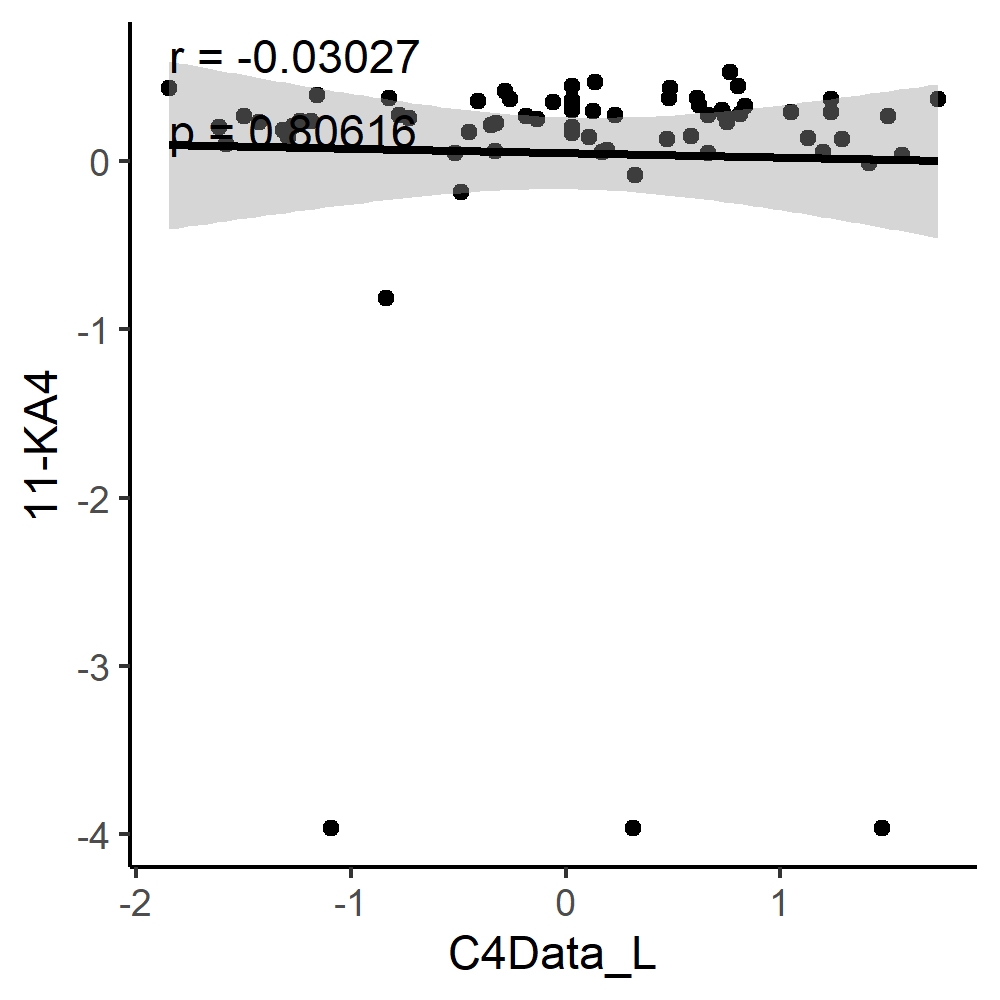 r = -0.03027
p = 0.80616
0
-1
-2
-3
-4
11-KA4
-2
-1
0
1
C4Data_L